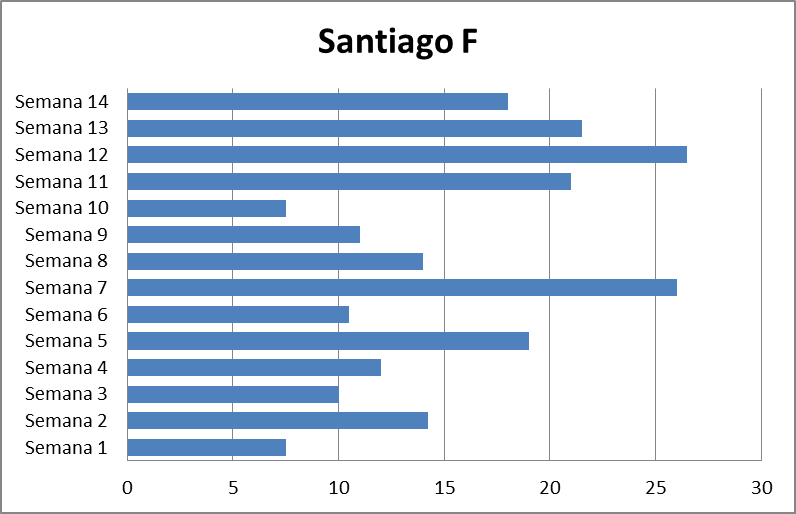 Santiago F
Semana 14
Semana 13
Semana 12
Semana 11
Semana 10
Semana 9
Semana 8
Semana 7
Semana 6
Semana 5
Semana 4
Semana 3
Semana 2
Semana 1
0 5 10 15 20 25 30